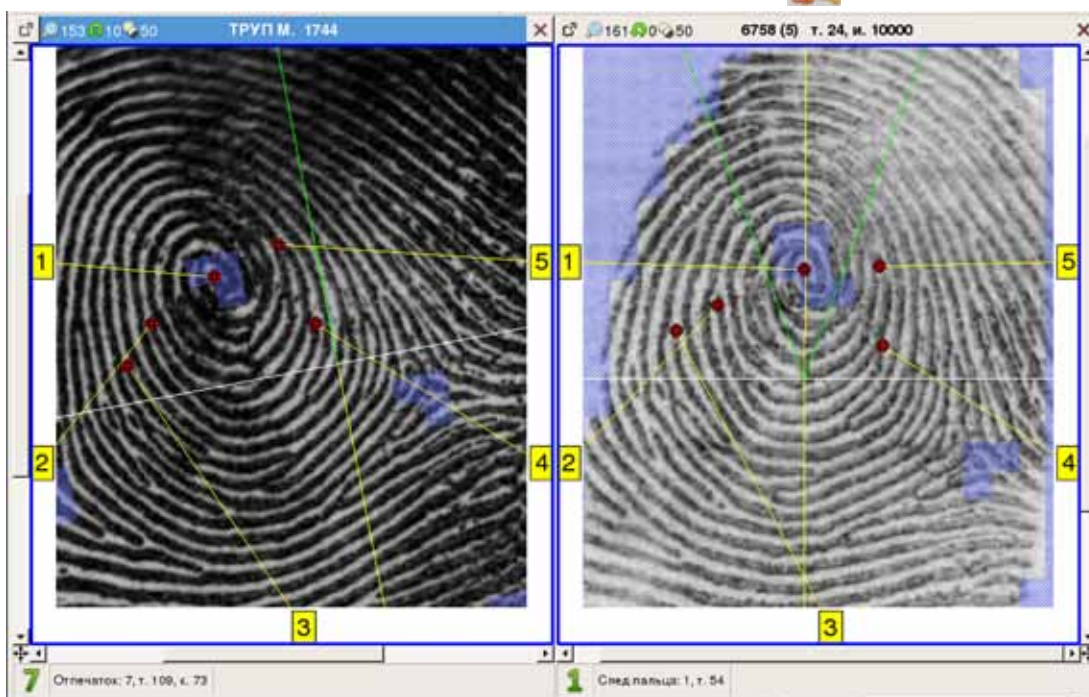 153 10 50 ТРУП М. 1744
161 0 50 6758 (5) т. 24, и. 10000
1 5 1 5
2 4 2 4
3 3
7 Отпечаток: 7, т. 109, к. 73
1 След пальца: 1, т. 54